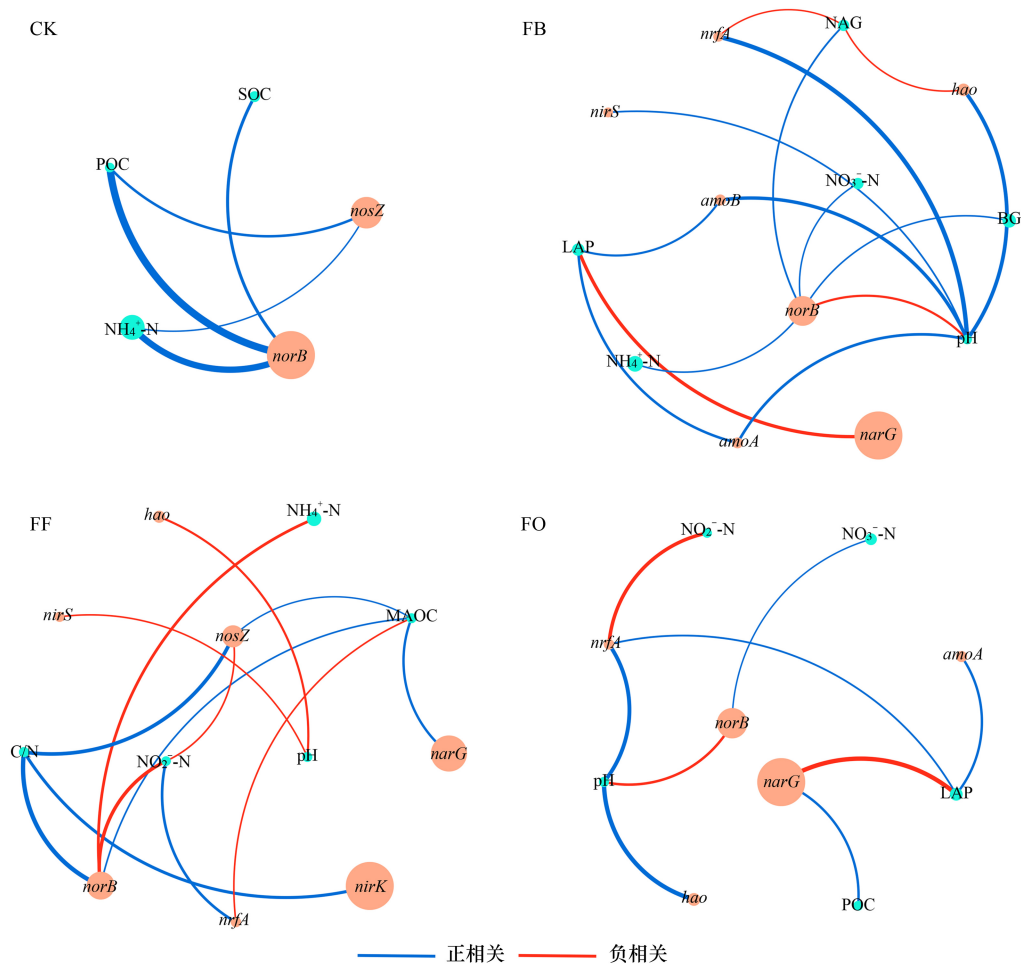 CK
SOC
POC
nosZ
NH₄⁺-N
norB
FB
NAG
nrfA
hao
nirS
NO₃⁻-N
amoB
BG
LAP
norB
pH
NH₄⁺-N
amoA
narG
FF
NH₄⁺-N
hao
nirS
MAOC
nosZ
C/N
NO₂⁻-N
pH
narG
norB
nirK
nrfA
FO
NO₂⁻-N
NO₃⁻-N
nrfA
amoA
norB
pH
narG
LAP
hao
POC
正相关
负相关